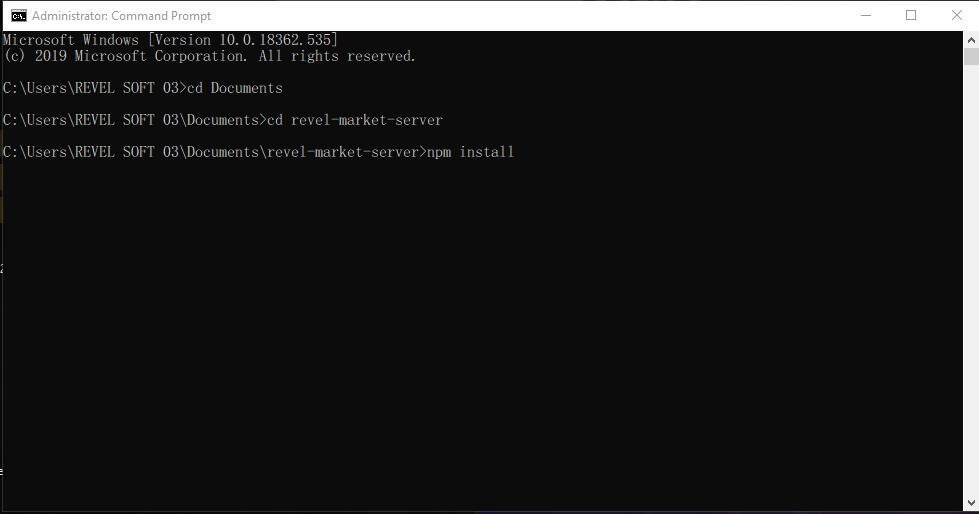 Administrator: Command Prompt
Microsoft Windows [Version 10.0.18362.535]
(c) 2019 Microsoft Corporation. All rights reserved.
C:\Users\REVEL SOFT 03>cd Documents
C:\Users\REVEL SOFT 03\Documents>cd revel-market-server
C:\Users\REVEL SOFT 03\Documents\revel-market-server>npm install